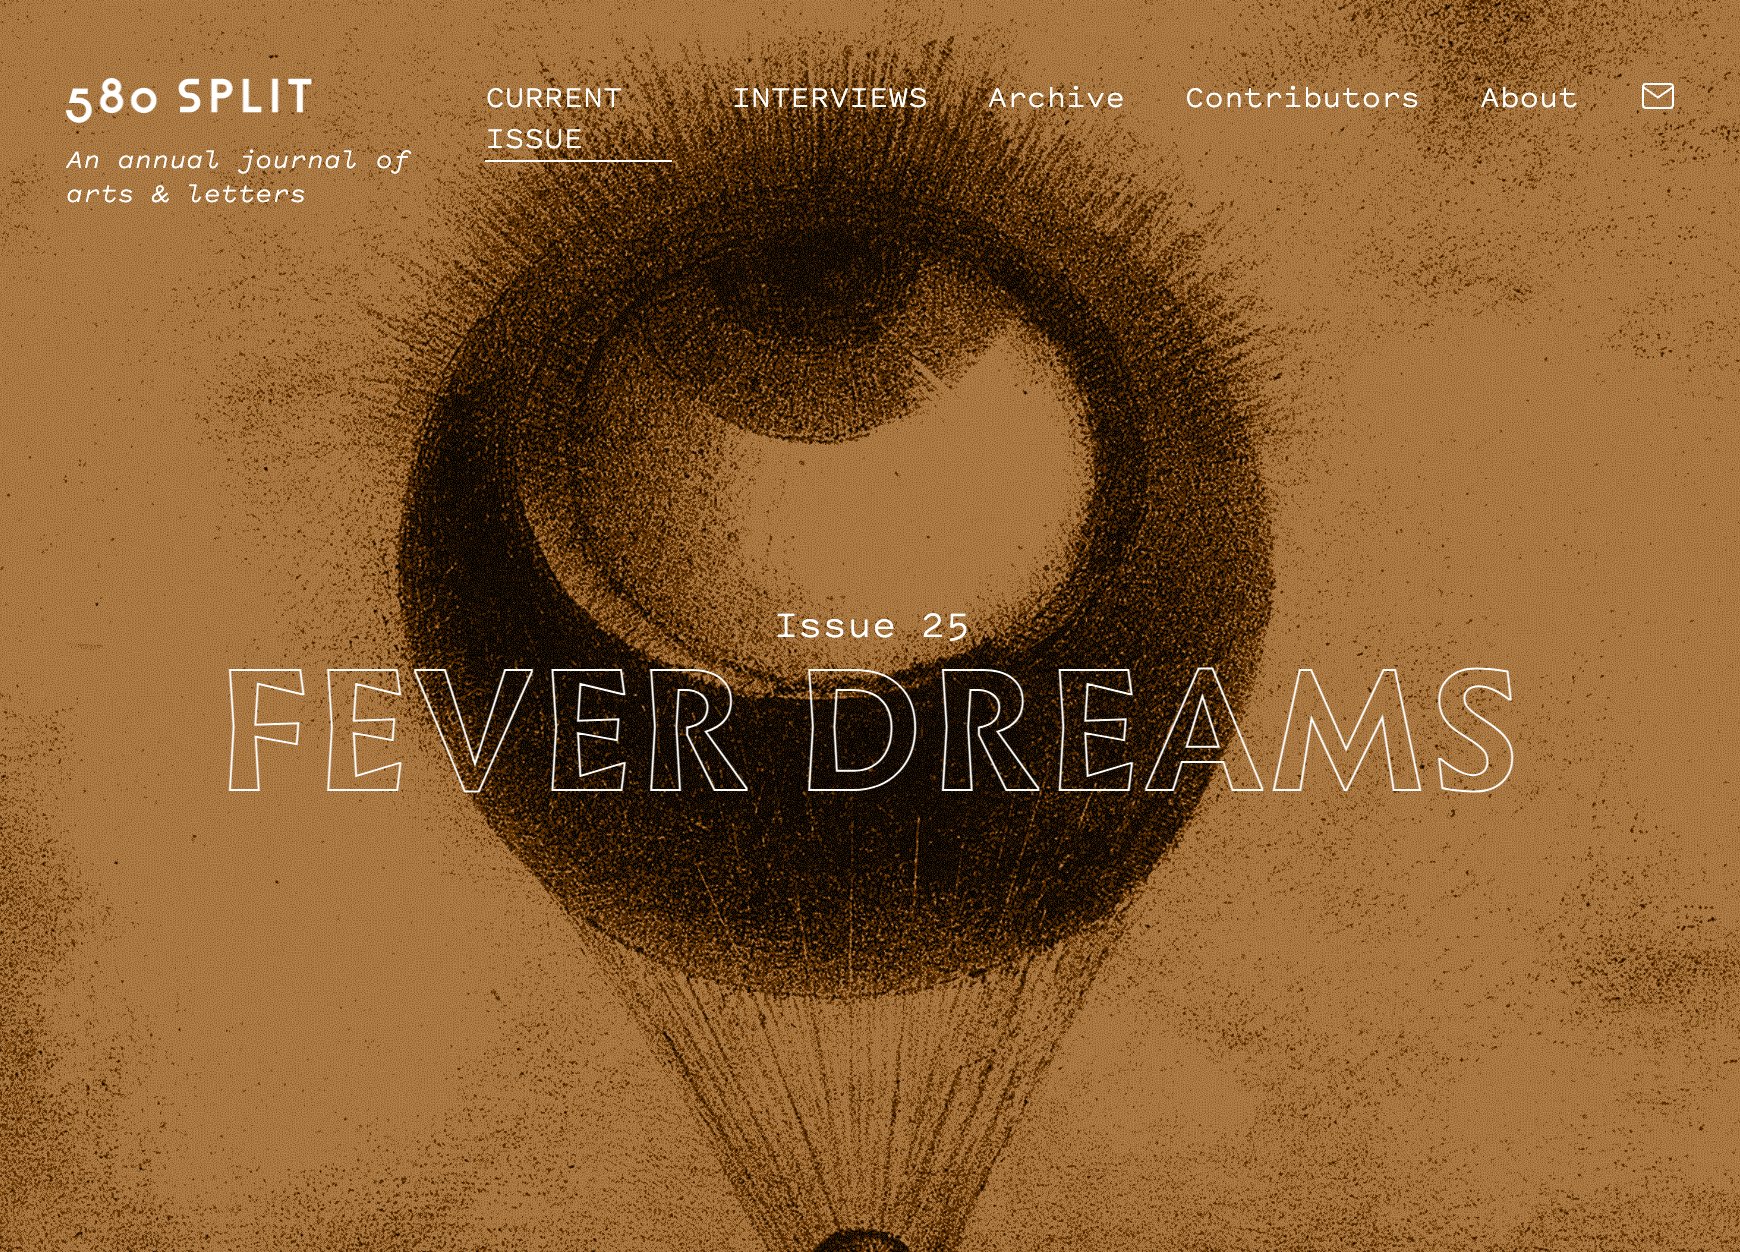 580 SPLIT
An annual journal of
arts & letters
CURRENT
ISSUE
INTERVIEWS
Archive
Contributors
About
Issue 25
FEVER DREAMS